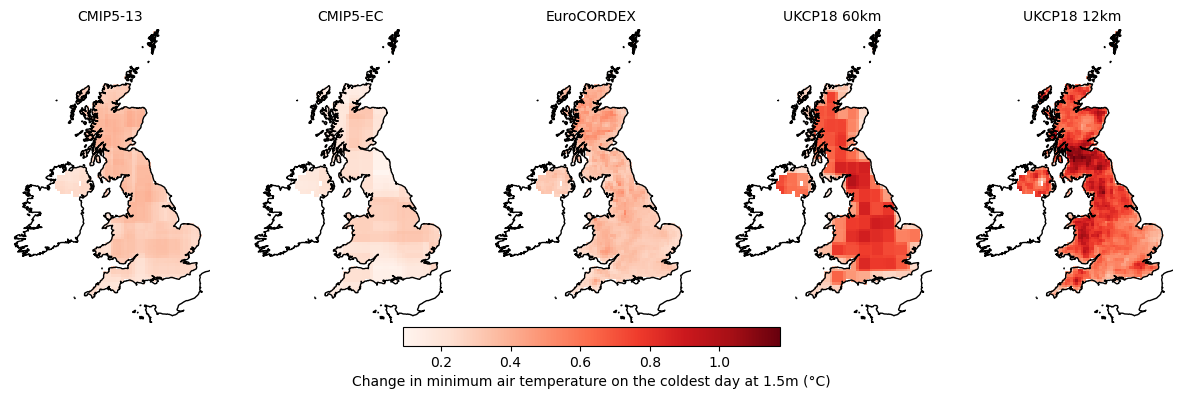 CMIP5-13
CMIP5-EC
EuroCORDEX
UKCP18 60km
UKCP18 12km
0.2
0.4
0.6
0.8
1.0
Change in minimum air temperature on the coldest day at 1.5m (°C)